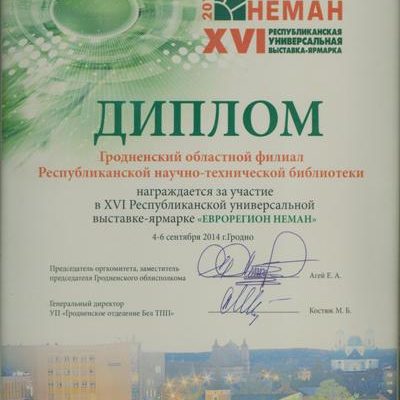 НЕМАН
XVI РЕСПУБЛИКАНСКАЯ
УНИВЕРСАЛЬНАЯ
ВЫСТАВКА-ЯРМАРКА
ДИПЛОМ
Гродненский областной филиал
Республиканской научно-технической библиотеки
награждается за участие
в XVI Республиканской универсальной
выставке-ярмарке «ЕВРОРЕГИОН НЕМАН»
4-6 сентября 2014 г.Гродно
Председатель оргкомитета, заместитель
председателя Гродненского облисполкома
Агей Е. А.
Генеральный директор
УП «Гродненское отделение Бел ТПП»
Костюк М. Б.